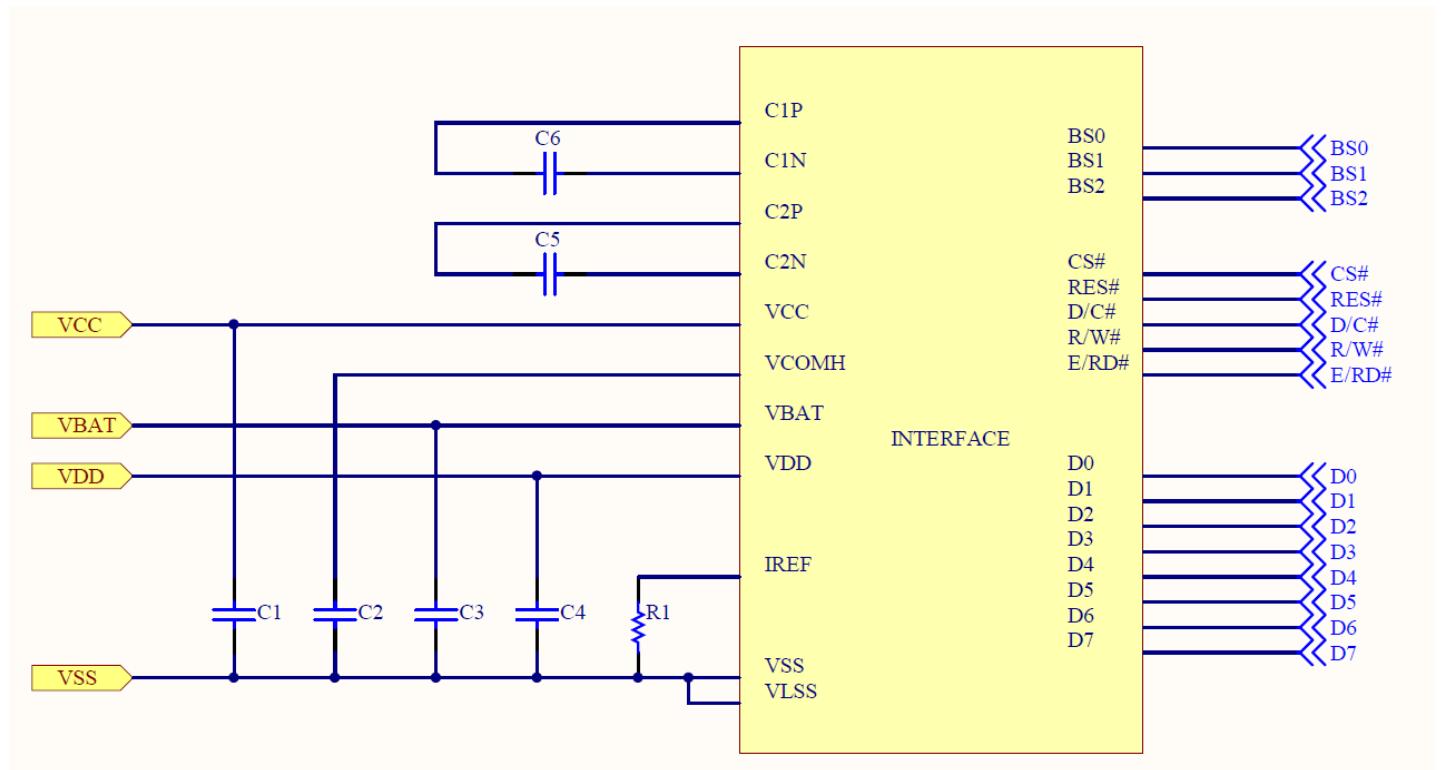 C1P
C6
BS0
BS0
C1N
BS1
BS1
BS2
BS2
C2P
C5
C2N
CS#
CS#
RES#
RES#
VCC
VCC
D/C#
D/C#
R/W#
R/W#
VCOMH
E/RD#
E/RD#
VBAT
VBAT
INTERFACE
VDD
VDD
D0
D0
D1
D1
D2
D2
D3
D3
IREF
D4
D4
D5
D5
C1
C2
C3
C4
R1
D6
D6
D7
D7
VSS
VSS
VLSS